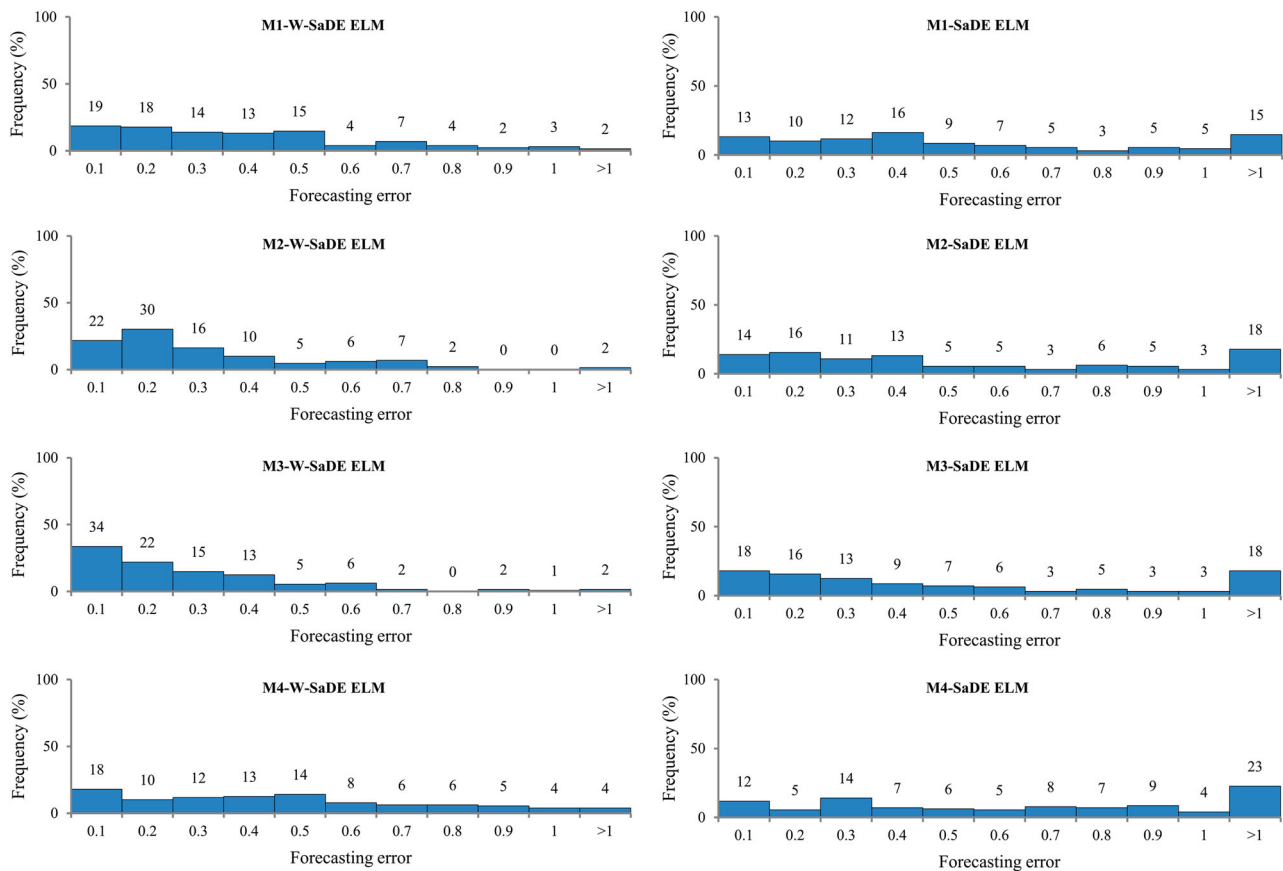 M1-W-SaDE ELM
Frequency (%)
100
50
0
19 18 14 13 15 4 7 4 2 3 2
0.1 0.2 0.3 0.4 0.5 0.6 0.7 0.8 0.9 1 >1
Forecasting error
M1-SaDE ELM
Frequency (%)
100
50
0
13 10 12 16 9 7 5 3 5 5 15
0.1 0.2 0.3 0.4 0.5 0.6 0.7 0.8 0.9 1 >1
Forecasting error
M2-W-SaDE ELM
Frequency (%)
100
50
0
22 30 16 10 5 6 7 2 0 0 2
0.1 0.2 0.3 0.4 0.5 0.6 0.7 0.8 0.9 1 >1
Forecasting error
M2-SaDE ELM
Frequency (%)
100
50
0
14 16 11 13 5 5 3 6 5 3 18
0.1 0.2 0.3 0.4 0.5 0.6 0.7 0.8 0.9 1 >1
Forecasting error
M3-W-SaDE ELM
Frequency (%)
100
50
0
34 22 15 13 5 6 2 0 2 1 2
0.1 0.2 0.3 0.4 0.5 0.6 0.7 0.8 0.9 1 >1
Forecasting error
M3-SaDE ELM
Frequency (%)
100
50
0
18 16 13 9 7 6 3 5 3 3 18
0.1 0.2 0.3 0.4 0.5 0.6 0.7 0.8 0.9 1 >1
Forecasting error
M4-W-SaDE ELM
Frequency (%)
100
50
0
18 10 12 13 14 8 6 6 5 4 4
0.1 0.2 0.3 0.4 0.5 0.6 0.7 0.8 0.9 1 >1
Forecasting error
M4-SaDE ELM
Frequency (%)
100
50
0
12 5 14 7 6 5 8 7 9 4 23
0.1 0.2 0.3 0.4 0.5 0.6 0.7 0.8 0.9 1 >1
Forecasting error